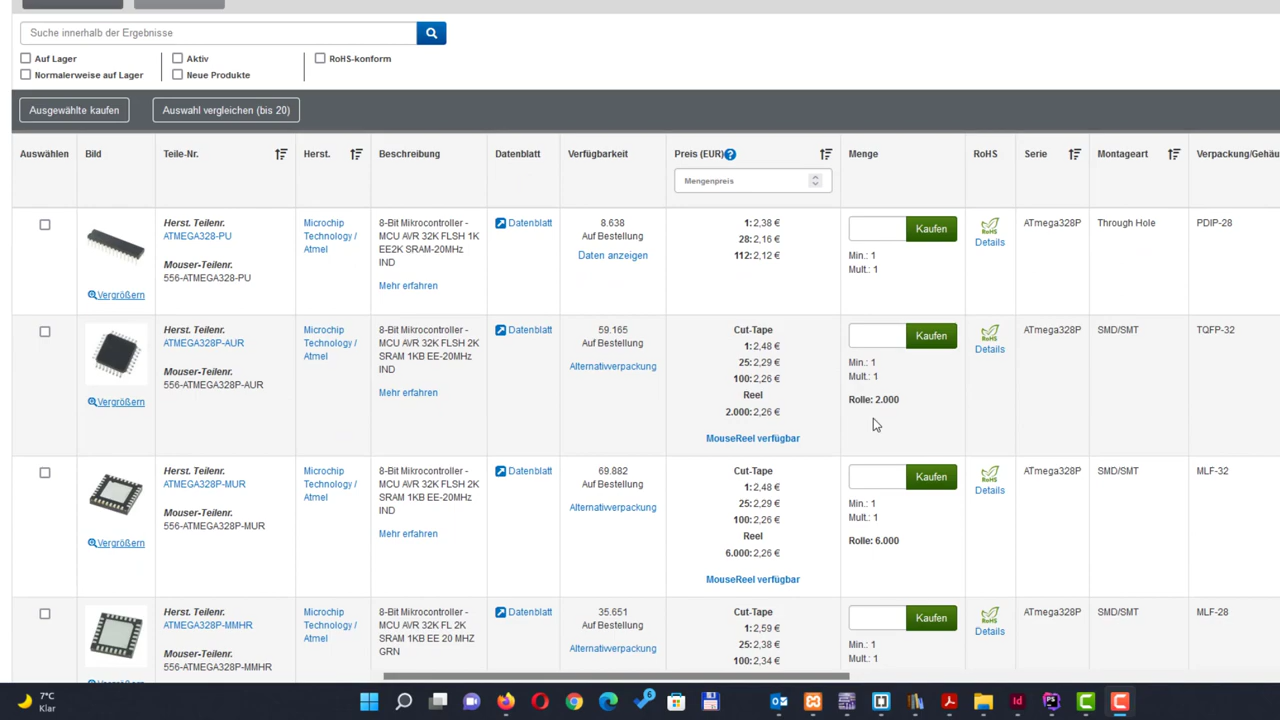 Suche innerhalb der Ergebnisse
Auf Lager
Aktiv
RoHS-konform
Normalerweise auf Lager
Neue Produkte
Ausgewählte kaufen
Auswahl vergleichen (bis 20)
Auswählen Bild Teile-Nr. Herst. Beschreibung Datenblatt Verfügbarkeit Preis (EUR) Menge RoHS Serie Montageart Verpackung/Gehäu
Mengenpreis
Vergrößern
Herst. Teilenr.
ATMEGA328-PU
Mouser-Teilenr.
556-ATMEGA328-PU
Microchip
Technology /
Atmel
8-Bit Mikrocontroller -
MCU AVR 32K FLSH 1K
EE2K SRAM-20MHz
IND
Mehr erfahren
Datenblatt
8.638
Auf Bestellung
Daten anzeigen
1: 2,38 €
28: 2,16 €
112: 2,12 €
Kaufen
Min.: 1
Mult.: 1
RoHS
Details
ATmega328P
Through Hole
PDIP-28
Vergrößern
Herst. Teilenr.
ATMEGA328P-AUR
Mouser-Teilenr.
556-ATMEGA328P-AUR
Microchip
Technology /
Atmel
8-Bit Mikrocontroller -
MCU AVR 32K FLSH 2K
SRAM 1KB EE-20MHz
IND
Mehr erfahren
Datenblatt
59.165
Auf Bestellung
Alternativverpackung
Cut-Tape
1: 2,48 €
25: 2,29 €
100: 2,26 €
Reel
2.000: 2,26 €
MouseReel verfügbar
Kaufen
Min.: 1
Mult.: 1
Rolle: 2.000
RoHS
Details
ATmega328P
SMD/SMT
TQFP-32
Vergrößern
Herst. Teilenr.
ATMEGA328P-MUR
Mouser-Teilenr.
556-ATMEGA328P-MUR
Microchip
Technology /
Atmel
8-Bit Mikrocontroller -
MCU AVR 32K FLSH 2K
SRAM 1KB EE-20MHz
IND
Mehr erfahren
Datenblatt
69.882
Auf Bestellung
Alternativverpackung
Cut-Tape
1: 2,48 €
25: 2,29 €
100: 2,26 €
Reel
6.000: 2,26 €
MouseReel verfügbar
Kaufen
Min.: 1
Mult.: 1
Rolle: 6.000
RoHS
Details
ATmega328P
SMD/SMT
MLF-32
Herst. Teilenr.
ATMEGA328P-MMHR
Mouser-Teilenr.
556-ATMEGA328P-MMHR
Microchip
Technology /
Atmel
8-Bit Mikrocontroller -
MCU AVR 32K FL 2K
SRAM 1KB EE 20 MHZ
GRN
Datenblatt
35.651
Auf Bestellung
Alternativverpackung
Cut-Tape
1: 2,59 €
25: 2,38 €
100: 2,34 €
Kaufen
Min.: 1
Mult.: 1
RoHS
Details
ATmega328P
SMD/SMT
MLF-28
7°C
Klar
6
Id
PS